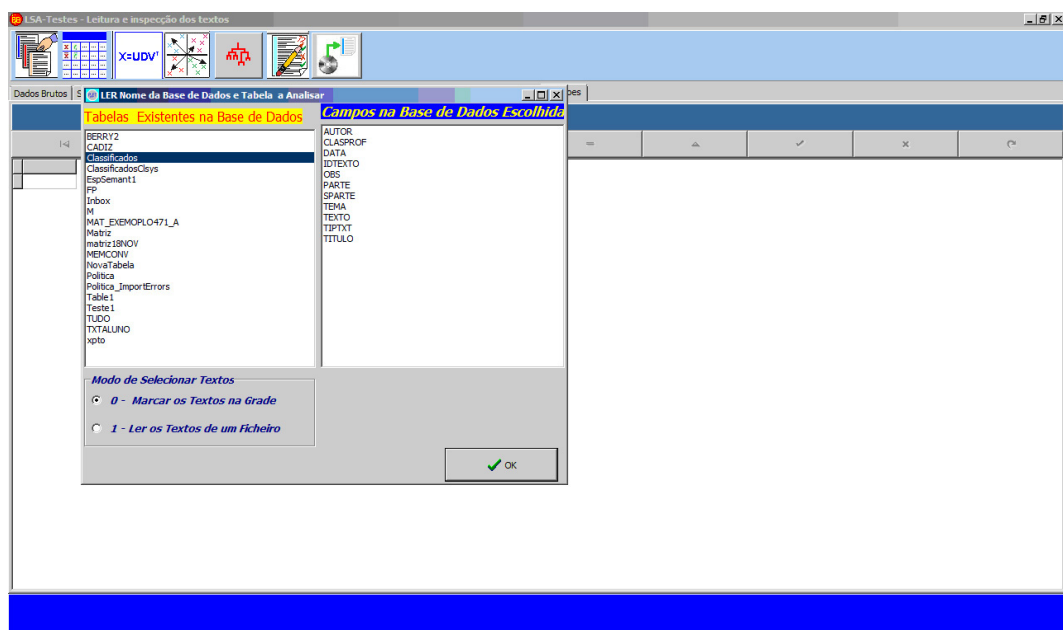 LSA-Testes - Leitura e inspecção dos textos
X=UDVᵀ
Dados Brutos
LER Nome da Base de Dados e Tabela a Analisar
Tabelas Existentes na Base de Dados
BERRY2
CADIZ
Classificados
ClassificadosClsys
EspSemant1
FP
Inbox
M
MAT_EXEMOPLO471_A
Matriz
matriz18NOV
MEMCONV
NovaTabela
Politica
Politica_ImportErrors
Table1
Teste1
TUDO
TXTALUNO
xpto
Campos na Base de Dados Escolhida
AUTOR
CLASPROF
DATA
IDTEXTO
OBS
PARTE
SPARTE
TEMA
TEXTO
TIPTXT
TITULO
Modo de Selecionar Textos
0 - Marcar os Textos na Grade
1 - Ler os Textos de um Ficheiro
OK